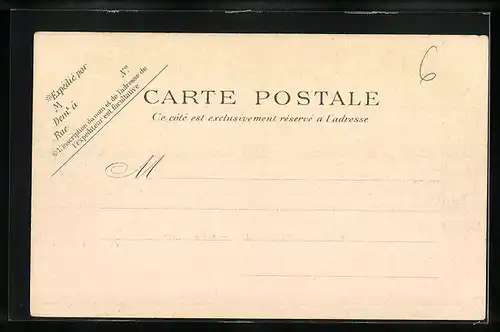 Expédié par
M
Demt à
Rue Nº
L'inscription du nom et de l'adresse de
l'expéditeur est facultative
6
CARTE POSTALE
Ce côté est exclusivement réservé a l'adresse
M